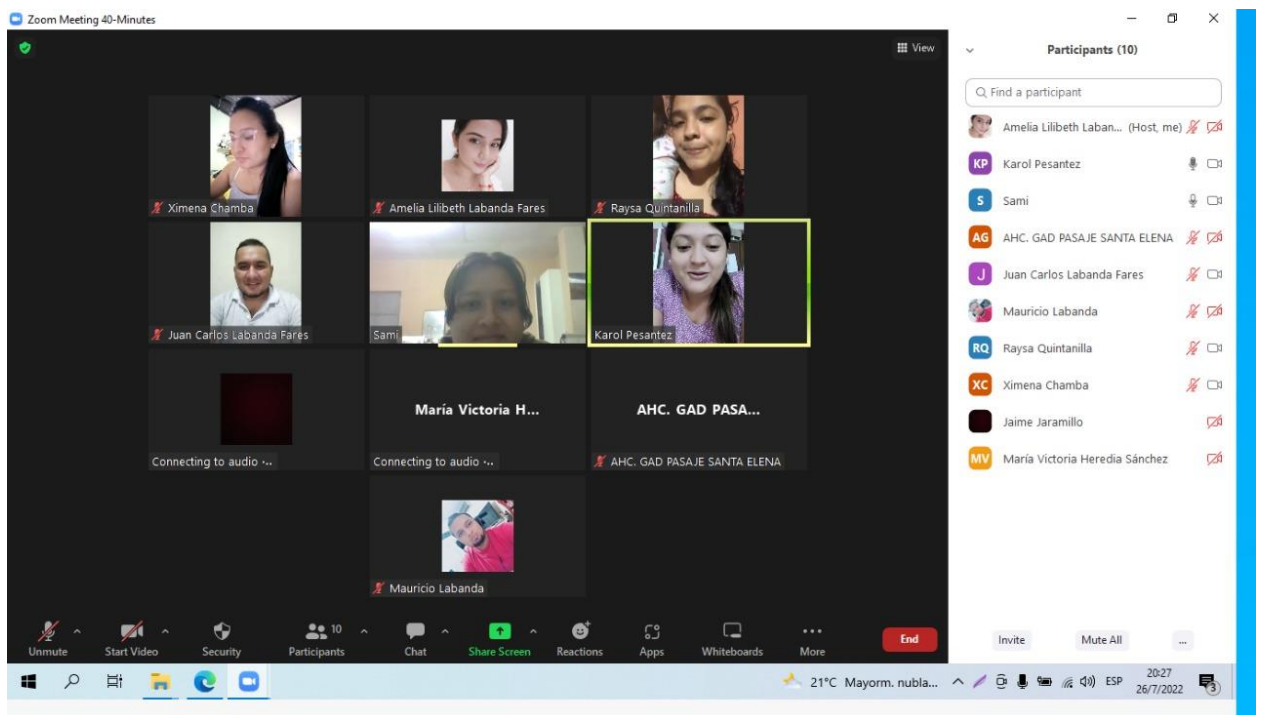 Zoom Meeting 40-Minutes
View
Participants (10)
Find a participant
Ximena Chamba
Amelia Lilibeth Labanda Fares
Raysa Quintanilla
Juan Carlos Labanda Fares
Sami
Karol Pesantez
Connecting to audio ·..
María Victoria H...
Connecting to audio ·..
AHC. GAD PASA...
AHC. GAD PASAJE SANTA ELENA
Mauricio Labanda
Amelia Lilibeth Laban... (Host, me)
KP Karol Pesantez
S Sami
AG AHC. GAD PASAJE SANTA ELENA
J Juan Carlos Labanda Fares
Mauricio Labanda
RQ Raysa Quintanilla
XC Ximena Chamba
Jaime Jaramillo
MV María Victoria Heredia Sánchez
Unmute
Start Video
Security
10
Participants
Chat
Share Screen
Reactions
Apps
Whiteboards
More
End
Invite
Mute All
...
21°C Mayorm. nubla...
ESP
20:27
26/7/2022
3